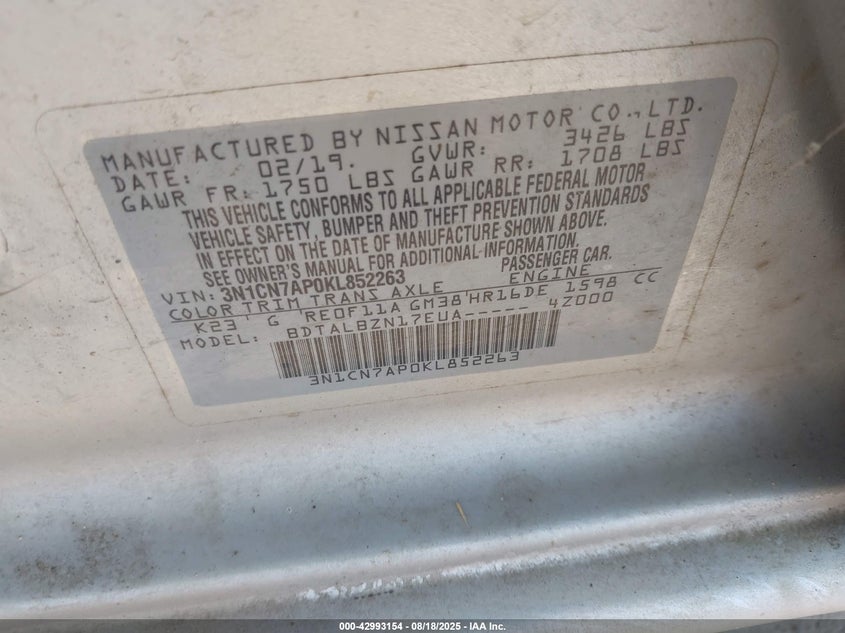 MANUFACTURED BY NISSAN MOTOR CO., LTD.
DATE: 02/19. GVWR: 3426 LBS
GAWR FR: 1750 LBS GAWR RR: 1708 LBS
THIS VEHICLE CONFORMS TO ALL APPLICABLE FEDERAL MOTOR
VEHICLE SAFETY, BUMPER AND THEFT PREVENTION STANDARDS
IN EFFECT ON THE DATE OF MANUFACTURE SHOWN ABOVE.
SEE OWNER'S MANUAL FOR ADDITIONAL INFORMATION.
VIN: 3N1CN7AP0KL852263 PASSENGER CAR.
COLOR TRIM TRANS AXLE ENGINE
K23 G RE0F11A GM38 HR16DE 1598 CC
MODEL: BDTALBZN17EUA----- 4Z000
3N1CN7AP0KL852263
000-42993154 - 08/18/2025 - IAA Inc.